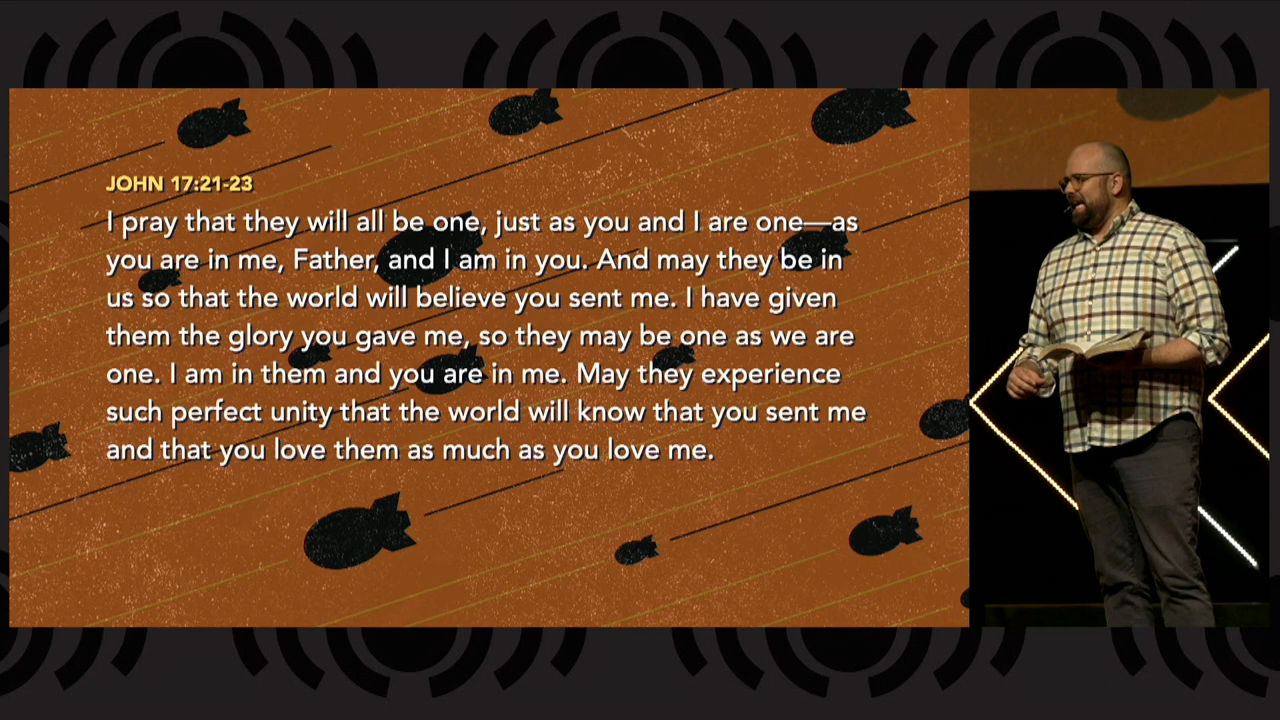 JOHN 17:21-23
I pray that they will all be one, just as you and I are one—as
you are in me, Father, and I am in you. And may they be in
us so that the world will believe you sent me. I have given
them the glory you gave me, so they may be one as we are
one. I am in them and you are in me. May they experience
such perfect unity that the world will know that you sent me
and that you love them as much as you love me.